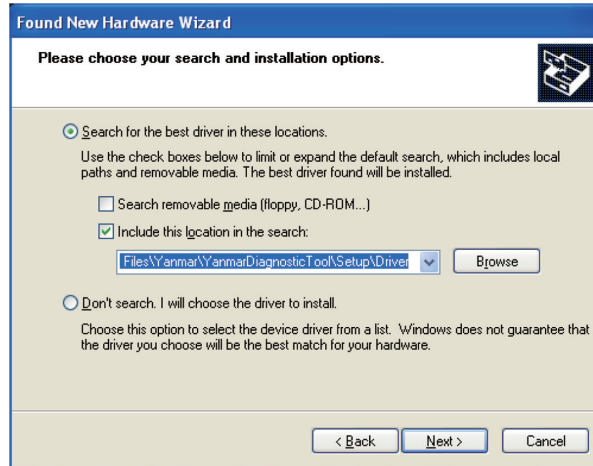 Found New Hardware Wizard
Please choose your search and installation options.
Search for the best driver in these locations.
Use the check boxes below to limit or expand the default search, which includes local
paths and removable media. The best driver found will be installed.
Search removable media (floppy, CD-ROM...)
Include this location in the search:
Files\Yanmar\YanmarDiagnosticTool\Setup\Driver
Browse
Don't search. I will choose the driver to install.
Choose this option to select the device driver from a list. Windows does not guarantee that
the driver you choose will be the best match for your hardware.
< Back Next > Cancel